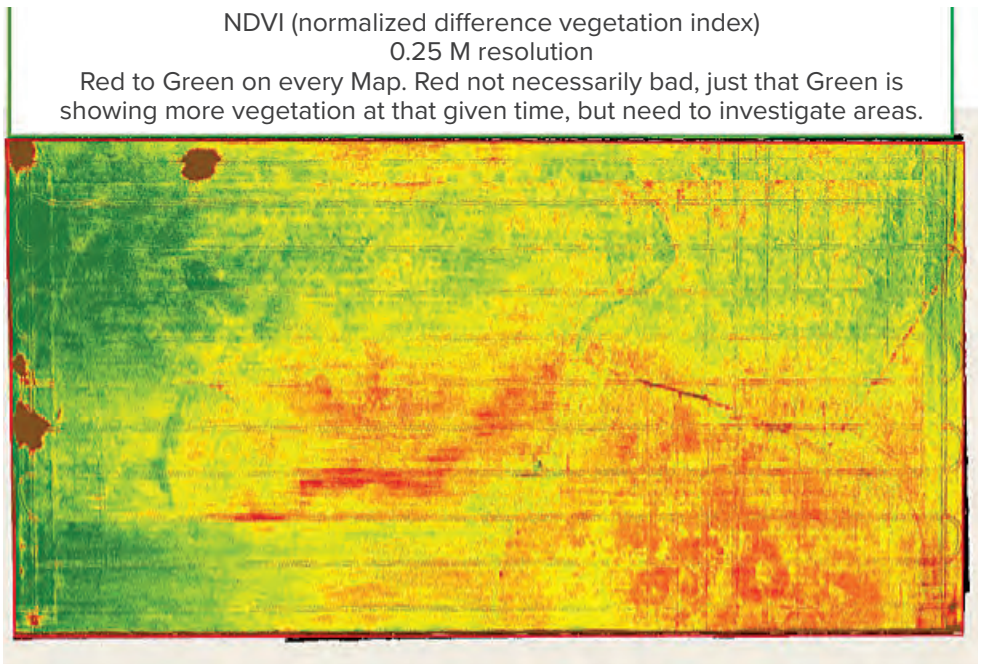 NDVI (normalized difference vegetation index)
0.25 M resolution
Red to Green on every Map. Red not necessarily bad, just that Green is
showing more vegetation at that given time, but need to investigate areas.